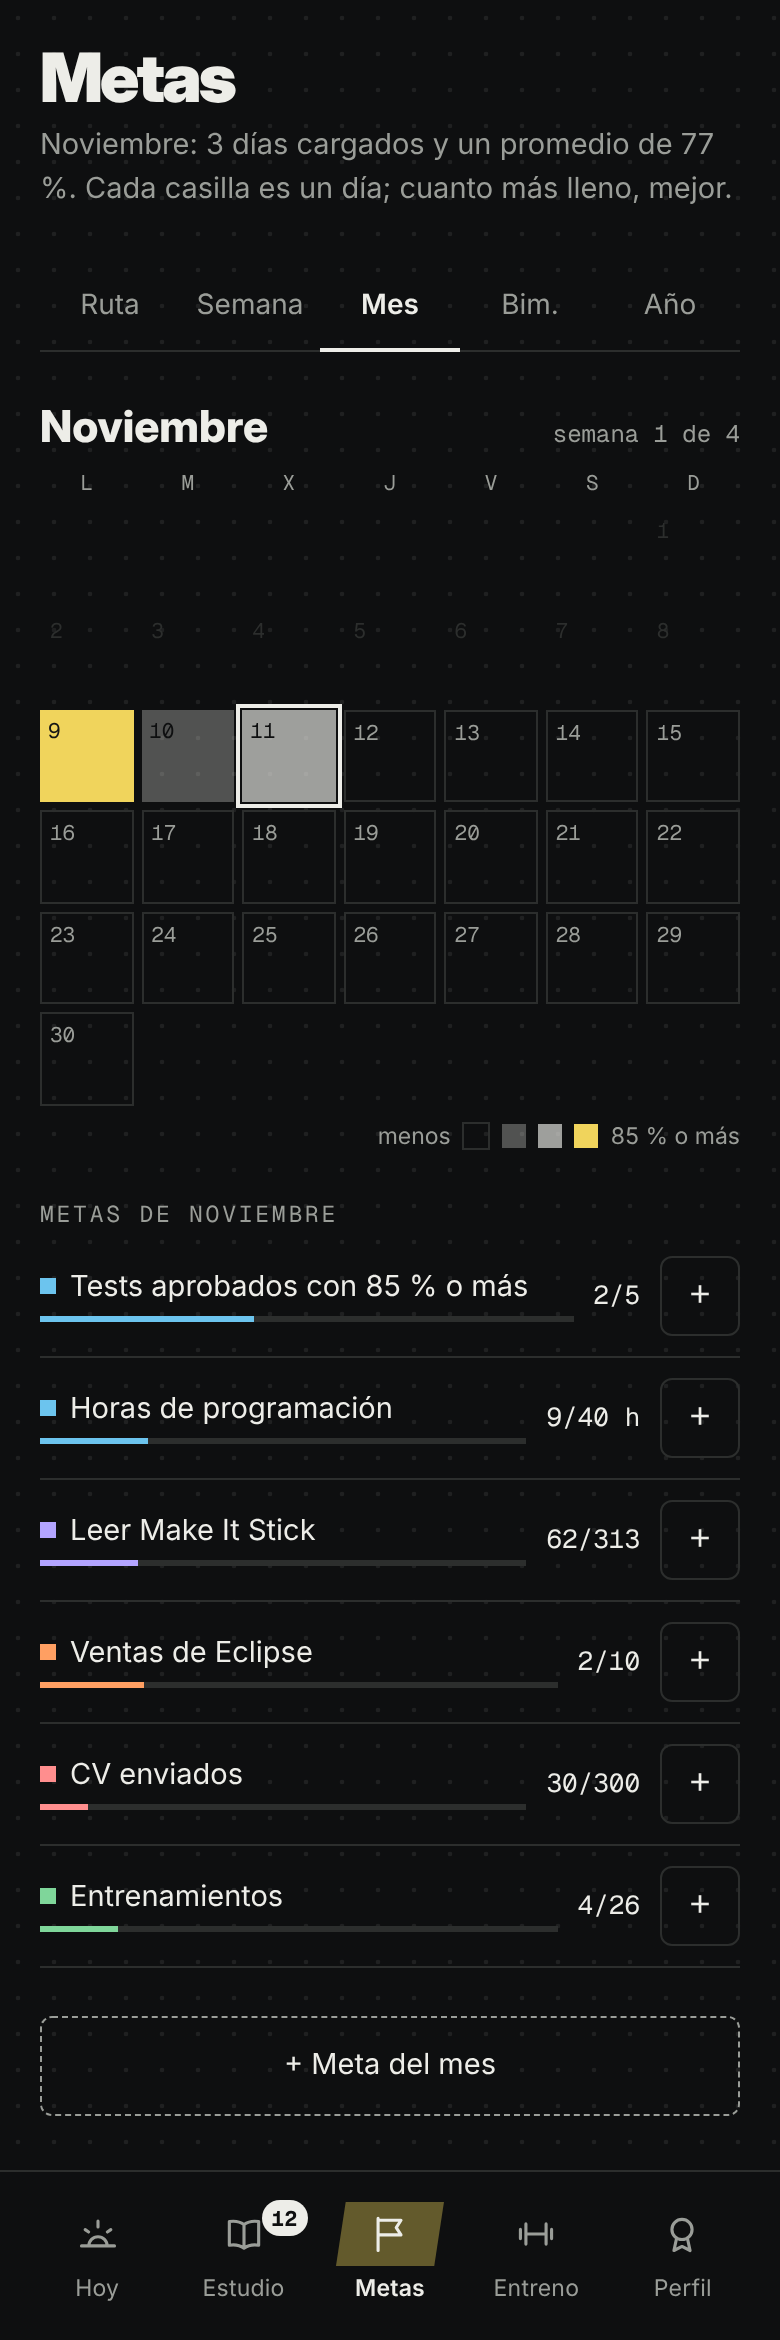 Metas
Noviembre: 3 días cargados y un promedio de 77
%. Cada casilla es un día; cuanto más lleno, mejor.
Ruta Semana Mes Bim. Año
Noviembre semana 1 de 4
L M X J V S D
1
2 3 4 5 6 7 8
9 10 11 12 13 14 15
16 17 18 19 20 21 22
23 24 25 26 27 28 29
30
menos 85 % o más
METAS DE NOVIEMBRE
Tests aprobados con 85 % o más 2/5 +
Horas de programación 9/40 h +
Leer Make It Stick 62/313 +
Ventas de Eclipse 2/10 +
CV enviados 30/300 +
Entrenamientos 4/26 +
+ Meta del mes
12
Hoy Estudio Metas Entreno Perfil